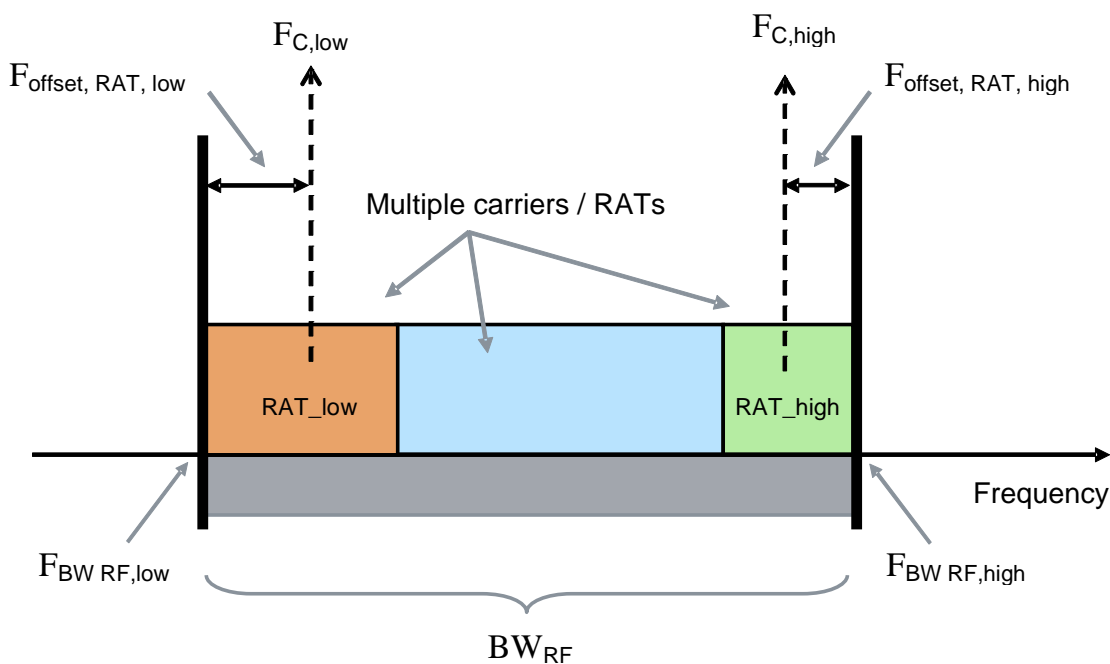 F_C,low
F_C,high
F_offset, RAT, low
F_offset, RAT, high
Multiple carriers / RATs
RAT_low
RAT_high
Frequency
F_BW RF,low
F_BW RF,high
BW_RF